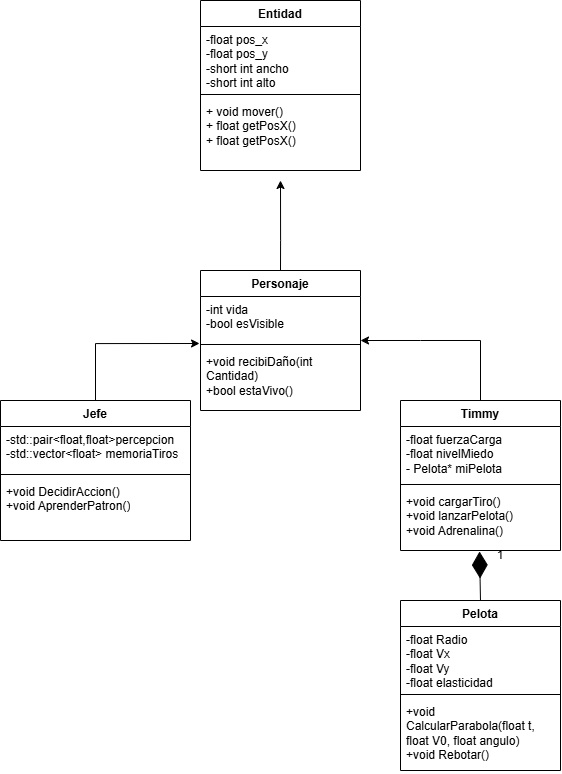 Entidad
-float pos_x
-float pos_y
-short int ancho
-short int alto
+ void mover()
+ float getPosX()
+ float getPosX()
Personaje
-int vida
-bool esVisible
+void recibiDaño(int
Cantidad)
+bool estaVivo()
Jefe
-std::pair<float,float>percepcion
-std::vector<float> memoriaTiros
+void DecidirAccion()
+void AprenderPatron()
Timmy
-float fuerzaCarga
-float nivelMiedo
- Pelota* miPelota
+void cargarTiro()
+void lanzarPelota()
+void Adrenalina()
1
Pelota
-float Radio
-float Vx
-float Vy
-float elasticidad
+void
CalcularParabola(float t,
float V0, float angulo)
+void Rebotar()